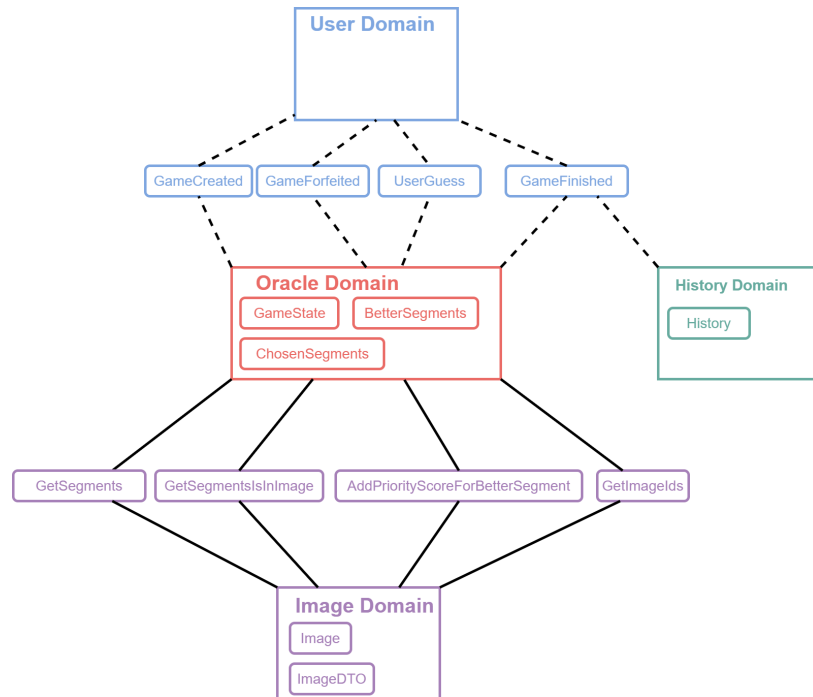 User Domain
GameCreated
GameForfeited
UserGuess
GameFinished
Oracle Domain
GameState
BetterSegments
ChosenSegments
History Domain
History
GetSegments
GetSegmentsIsInImage
AddPriorityScoreForBetterSegment
GetImageIds
Image Domain
Image
ImageDTO